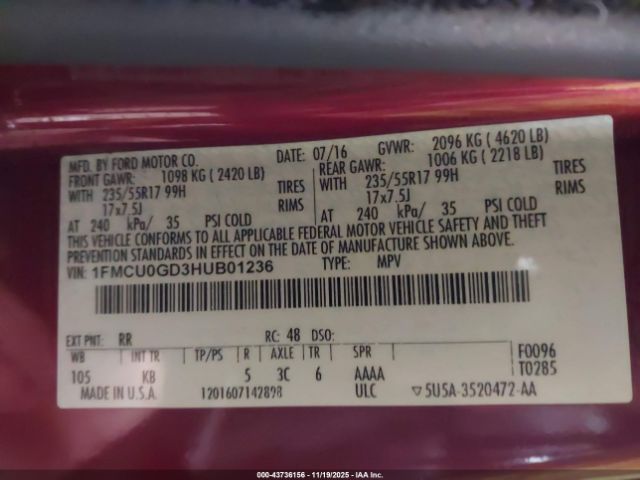 MFD. BY FORD MOTOR CO. DATE: 07/16 GVWR: 2096 KG ( 4620 LB)
FRONT GAWR: 1098 KG ( 2420 LB) REAR GAWR: 1006 KG ( 2218 LB)
WITH 235/55R17 99H TIRES WITH 235/55R17 99H TIRES
17x7.5J RIMS 17x7.5J RIMS
AT 240 kPa/ 35 PSI COLD AT 240 kPa/ 35 PSI COLD
THIS VEHICLE CONFORMS TO ALL APPLICABLE FEDERAL MOTOR VEHICLE SAFETY AND THEFT
PREVENTION STANDARDS IN EFFECT ON THE DATE OF MANUFACTURE SHOWN ABOVE.
VIN: 1FMCU0GD3HUB01236 TYPE: MPV
EXT PNT: RR RC: 48 DSO: F0096
WB INT TR TP/PS R AXLE TR SPR T0285
105 KB 5 3C 6 AAAA
MADE IN USA 1201607142898 ULC ▽5U5A-3520472-AA
000-43736156 - 11/19/2025 - IAA Inc.